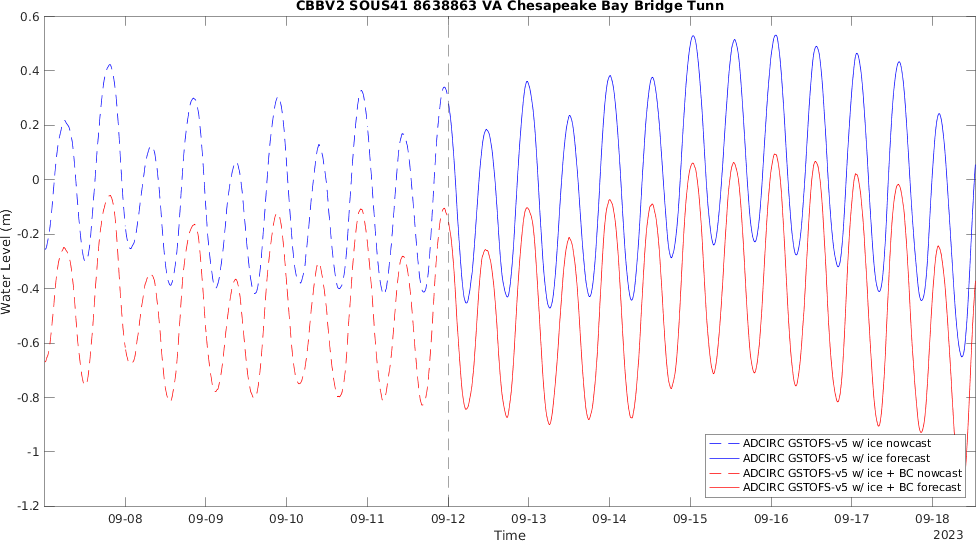 CBBV2 SOUS41 8638863 VA Chesapeake Bay Bridge Tunn
0.6
0.4
0.2
0
-0.2
-0.4
-0.6
-0.8
-1
-1.2
Water Level (m)
ADCIRC GSTOFS-v5 w/ ice nowcast
ADCIRC GSTOFS-v5 w/ ice forecast
ADCIRC GSTOFS-v5 w/ ice + BC nowcast
ADCIRC GSTOFS-v5 w/ ice + BC forecast
09-08 09-09 09-10 09-11 09-12 09-13 09-14 09-15 09-16 09-17 09-18
Time
2023